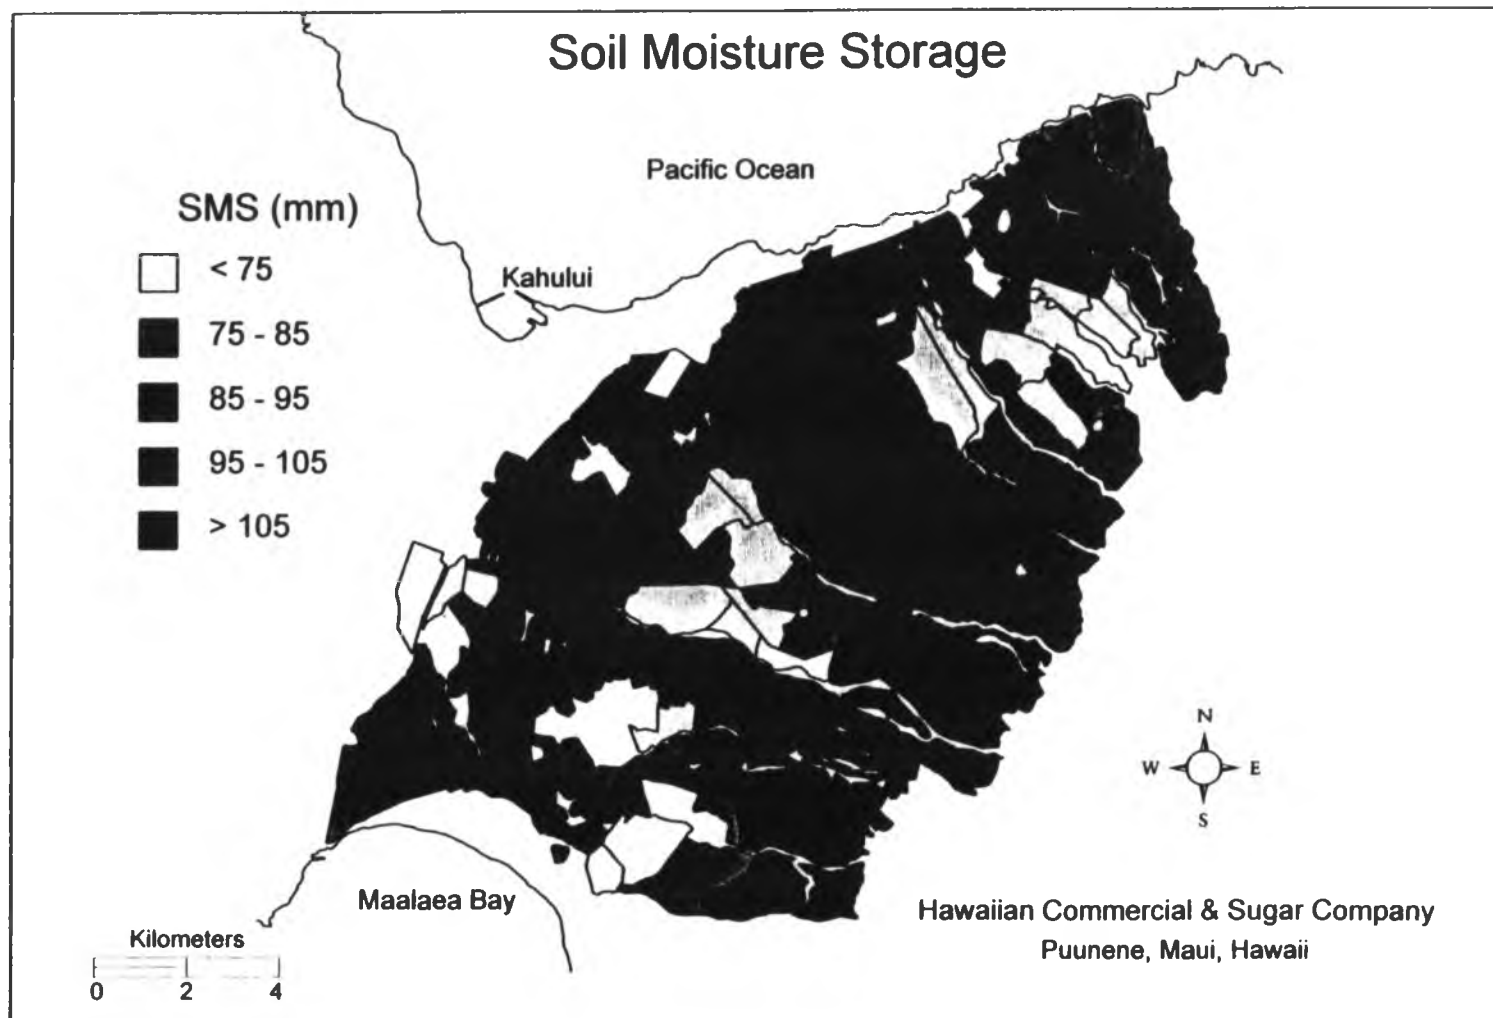 Soil Moisture Storage
Pacific Ocean
SMS (mm)
< 75
75 - 85
85 - 95
95 - 105
> 105
Kahului
N
W E
S
Maalaea Bay
Hawaiian Commercial & Sugar Company
Puunene, Maui, Hawaii
Kilometers
0 2 4